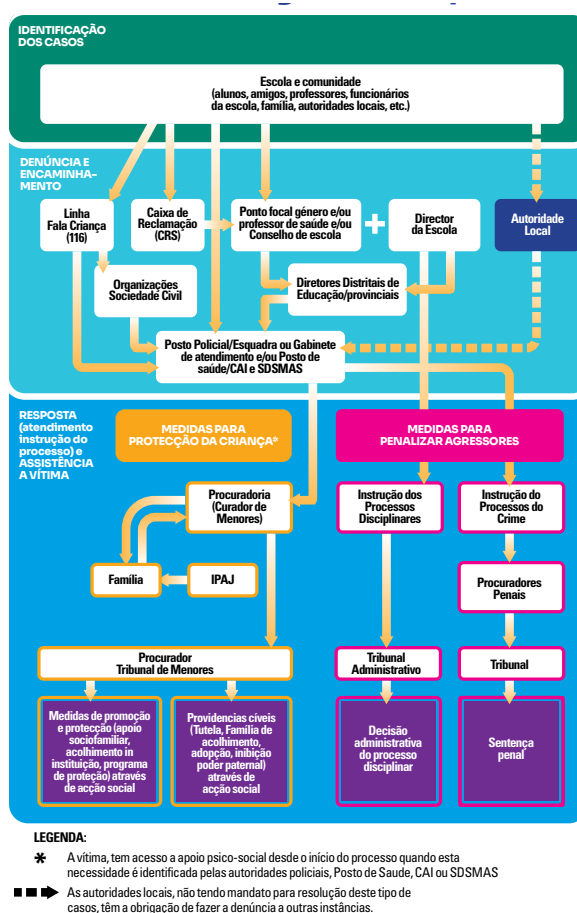 IDENTIFICAÇÃO
DOS CASOS
Escola e comunidade
(alunos, amigos, professores, funcionários
da escola, família, autoridades locais, etc.)
DENÚNCIA E
ENCAMINHA-
MENTO
Linha
Fala Criança
(116)
Caixa de
Reclamação
(CRS)
Ponto focal género e/ou
professor de saúde e/ou
Conselho de escola
+
Director
da Escola
Autoridade
Local
Organizações
Sociedade Civil
Diretores Distritais de
Educação/provinciais
Posto Policial/Esquadra ou Gabinete
de atendimento e/ou Posto de
saúde/CAI e SDSMAS
RESPOSTA
(atendimento
instrução do
processo) e
ASSISTÊNCIA
A VÍTIMA
MEDIDAS PARA
PROTECÇÃO DA CRIANÇA*
MEDIDAS PARA
PENALIZAR AGRESSORES
Procuradoria
(Curador de
Menores)
Instrução dos
Processos
Disciplinares
Instrução do
Processos do
Crime
Família
IPAJ
Procuradores
Penais
Procurador
Tribunal de Menores
Tribunal
Administrativo
Tribunal
Medidas de promoção
e protecção (apoio
sociofamiliar,
acolhimento in
instituição, programa
de proteção) através
de acção social
Providencias cíveis
(Tutela, Família de
acolhimento,
adopção, inibição
poder paternal)
através de
acção social
Decisão
administrativa
do processo
disciplinar
Sentença
penal
LEGENDA:
* A vítima, tem acesso a apoio psico-social desde o início do processo quando esta
necessidade é identificada pelas autoridades policiais, Posto de Saude, CAI ou SDSMAS
As autoridades locais, não tendo mandato para resolução deste tipo de
casos, têm a obrigação de fazer a denúncia a outras instâncias.